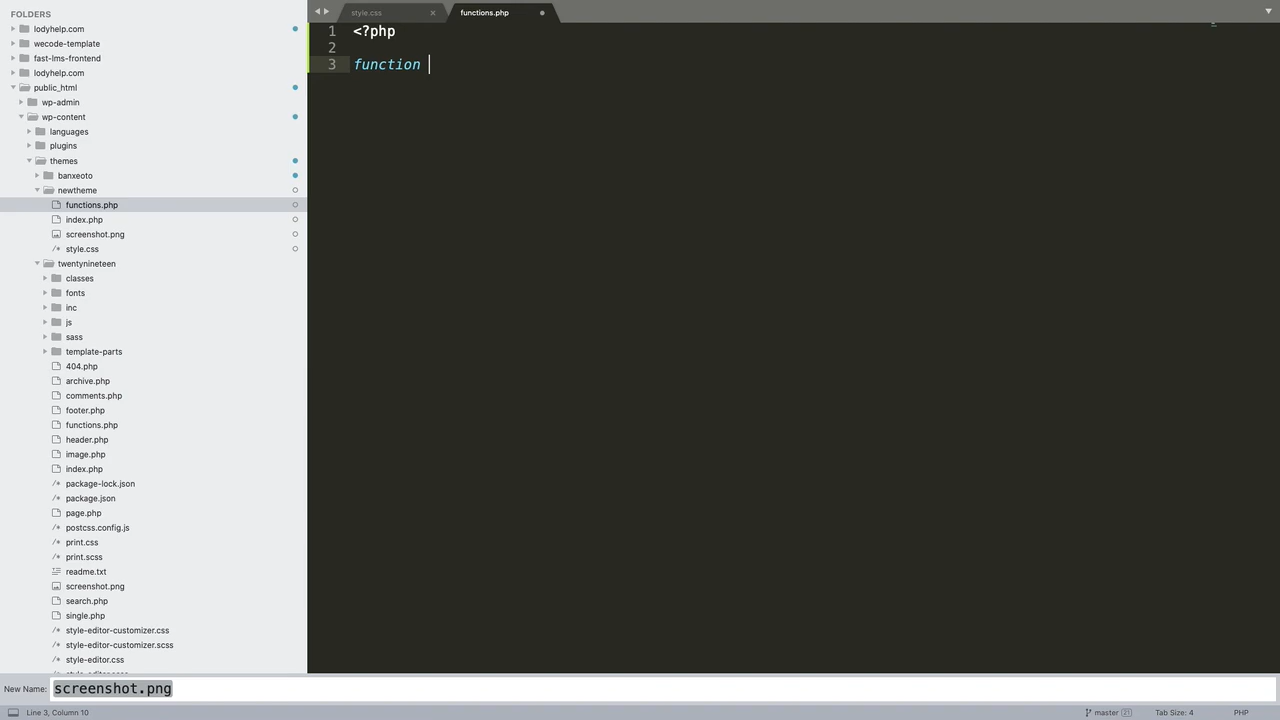 FOLDERS
lodyhelp.com
wecode-template
fast-lms-frontend
lodyhelp.com
public_html
wp-admin
wp-content
languages
plugins
themes
banxeoto
newtheme
functions.php
index.php
screenshot.png
/* style.css
twentynineteen
classes
fonts
inc
js
sass
template-parts
404.php
archive.php
comments.php
footer.php
functions.php
header.php
image.php
index.php
/* package-lock.json
/* package.json
page.php
/* postcss.config.js
/* print.css
/* print.scss
readme.txt
screenshot.png
search.php
single.php
/* style-editor-customizer.css
/* style-editor-customizer.scss
/* style-editor.css
style.css
functions.php
1 <?php
2
3 function
New Name: screenshot.png
Line 3, Column 10
master 21
Tab Size: 4
PHP